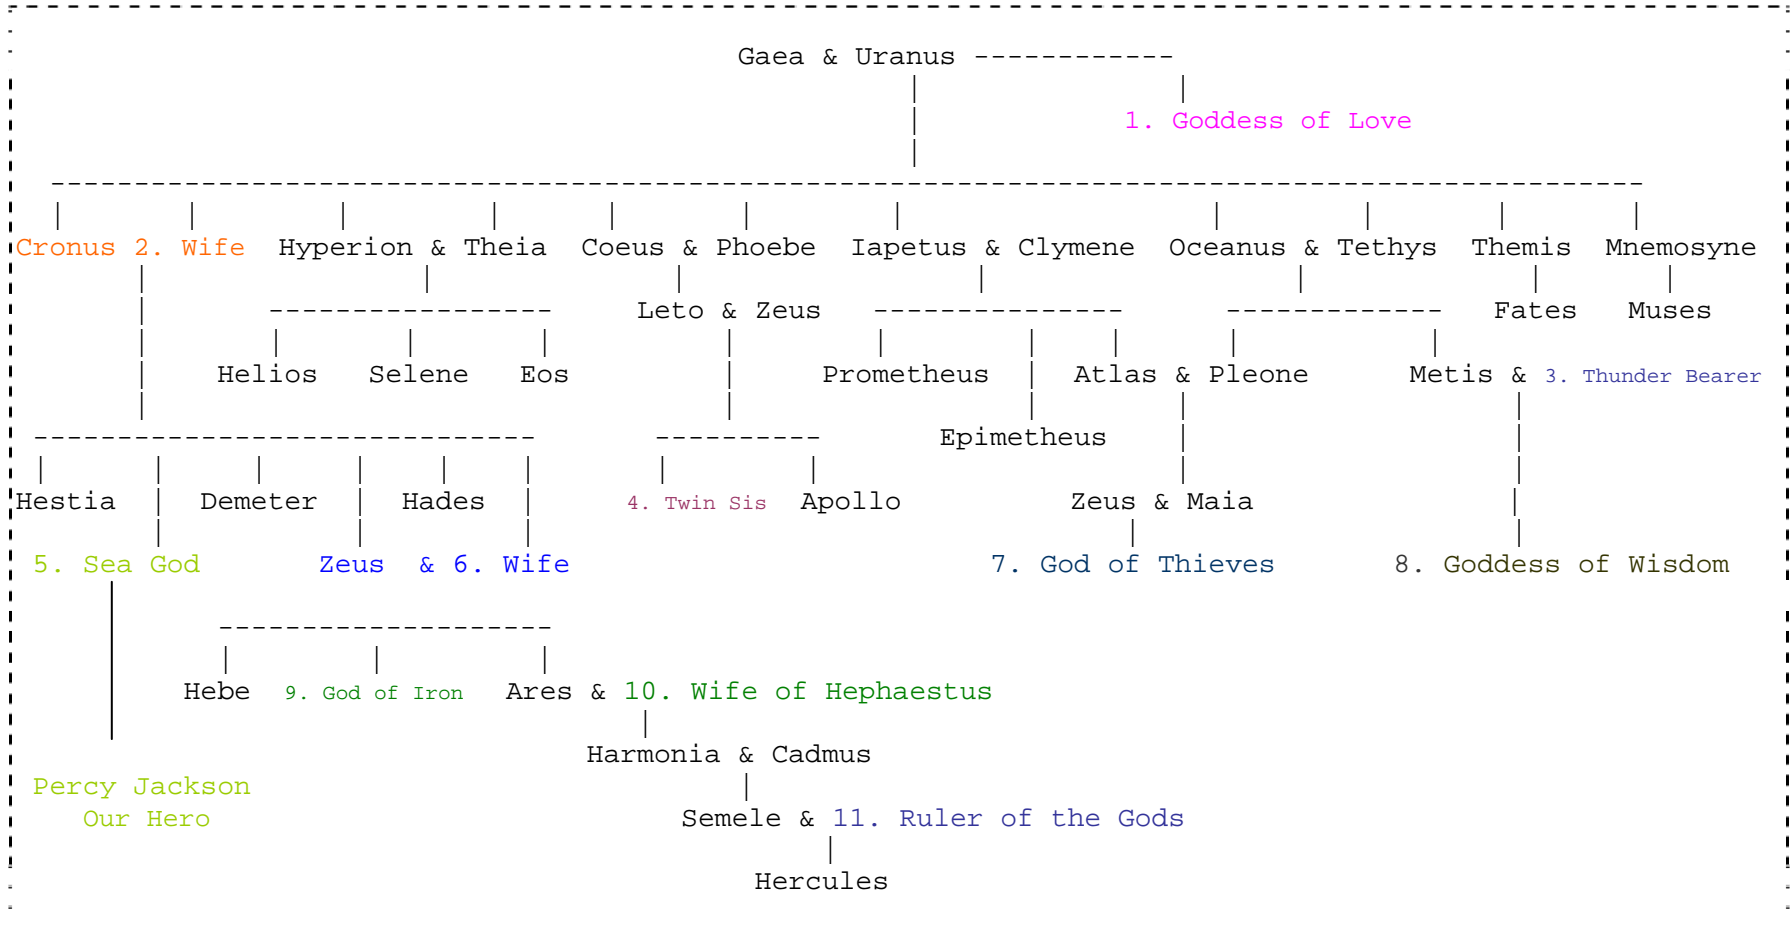 Gaea & Uranus ------------
1. Goddess of Love
Cronus 2. Wife Hyperion & Theia Coeus & Phoebe Iapetus & Clymene Oceanus & Tethys Themis Mnemosyne
Leto & Zeus Fates Muses
Helios Selene Eos Prometheus Atlas & Pleone Metis & 3. Thunder Bearer
Epimetheus
Hestia Demeter Hades 4. Twin Sis Apollo Zeus & Maia
5. Sea God Zeus & 6. Wife 7. God of Thieves 8. Goddess of Wisdom
Hebe 9. God of Iron Ares & 10. Wife of Hephaestus
Harmonia & Cadmus
Percy Jackson
Our Hero Semele & 11. Ruler of the Gods
Hercules